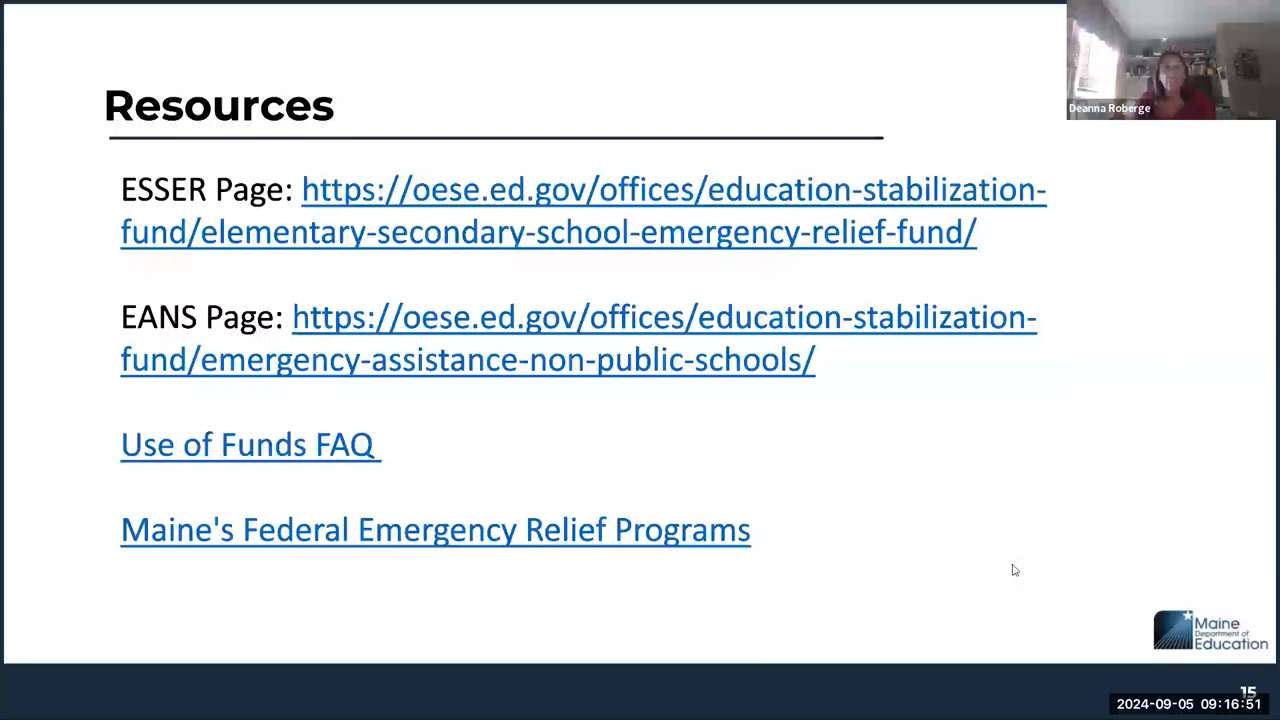 Resources
Deanna Roberge
ESSER Page: https://oese.ed.gov/offices/education-stabilization-
fund/elementary-secondary-school-emergency-relief-fund/
EANS Page: https://oese.ed.gov/offices/education-stabilization-
fund/emergency-assistance-non-public-schools/
Use of Funds FAQ
Maine's Federal Emergency Relief Programs
Maine
Department of
Education
15
2024-09-05 09:16:51